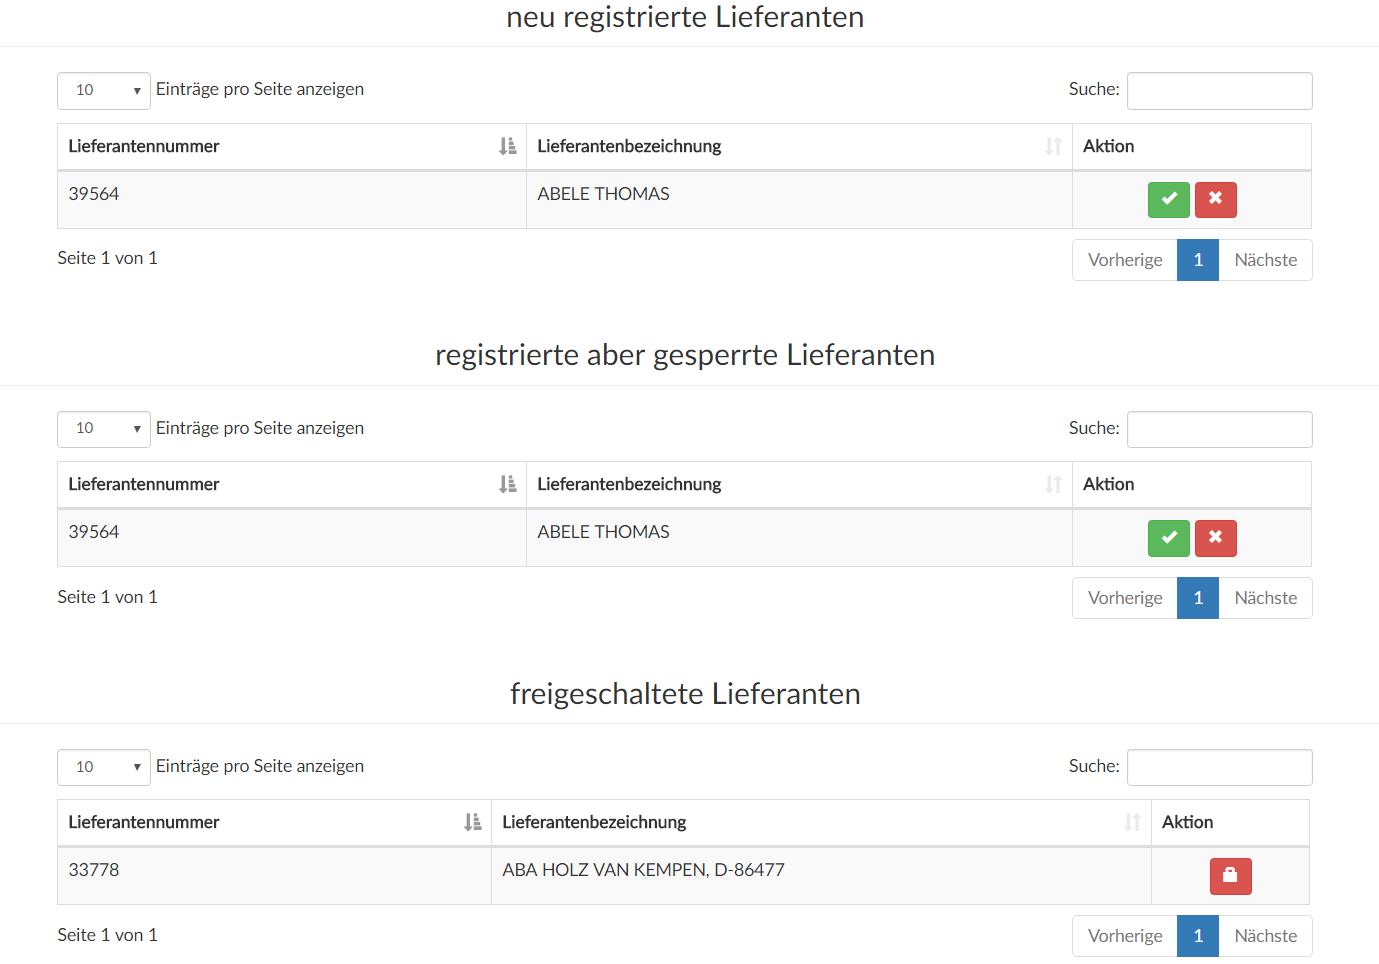 neu registrierte Lieferanten
10 Einträge pro Seite anzeigen Suche:
Lieferantennummer Lieferantenbezeichnung Aktion
39564 ABELE THOMAS
Seite 1 von 1 Vorherige 1 Nächste
registrierte aber gesperrte Lieferanten
10 Einträge pro Seite anzeigen Suche:
Lieferantennummer Lieferantenbezeichnung Aktion
39564 ABELE THOMAS
Seite 1 von 1 Vorherige 1 Nächste
freigeschaltete Lieferanten
10 Einträge pro Seite anzeigen Suche:
Lieferantennummer Lieferantenbezeichnung Aktion
33778 ABA HOLZ VAN KEMPEN, D-86477
Seite 1 von 1 Vorherige 1 Nächste